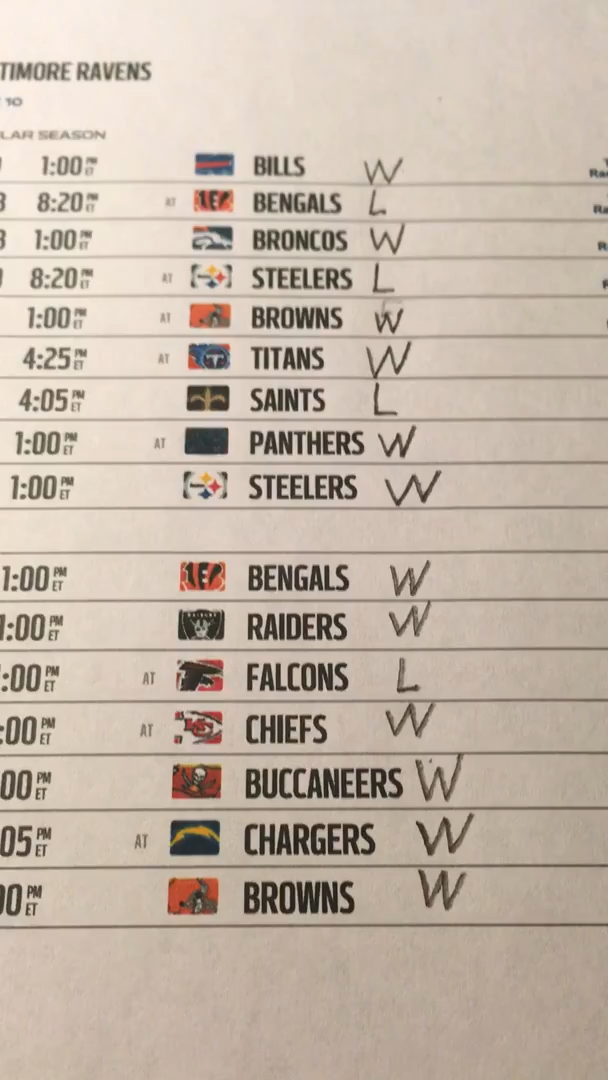 TIMORE RAVENS
10
LAR SEASON
1:00 PM ET BILLS W
8:20 PM ET AT BENGALS L
1:00 PM ET BRONCOS W
8:20 PM ET AT STEELERS L
1:00 PM ET AT BROWNS W
4:25 PM ET AT TITANS W
4:05 PM ET SAINTS L
1:00 PM ET AT PANTHERS W
1:00 PM ET STEELERS W
1:00 PM ET BENGALS W
:00 PM ET RAIDERS W
:00 PM ET AT FALCONS L
:00 PM ET AT CHIEFS W
00 PM ET BUCCANEERS W
05 PM ET AT CHARGERS W
0 PM ET BROWNS W